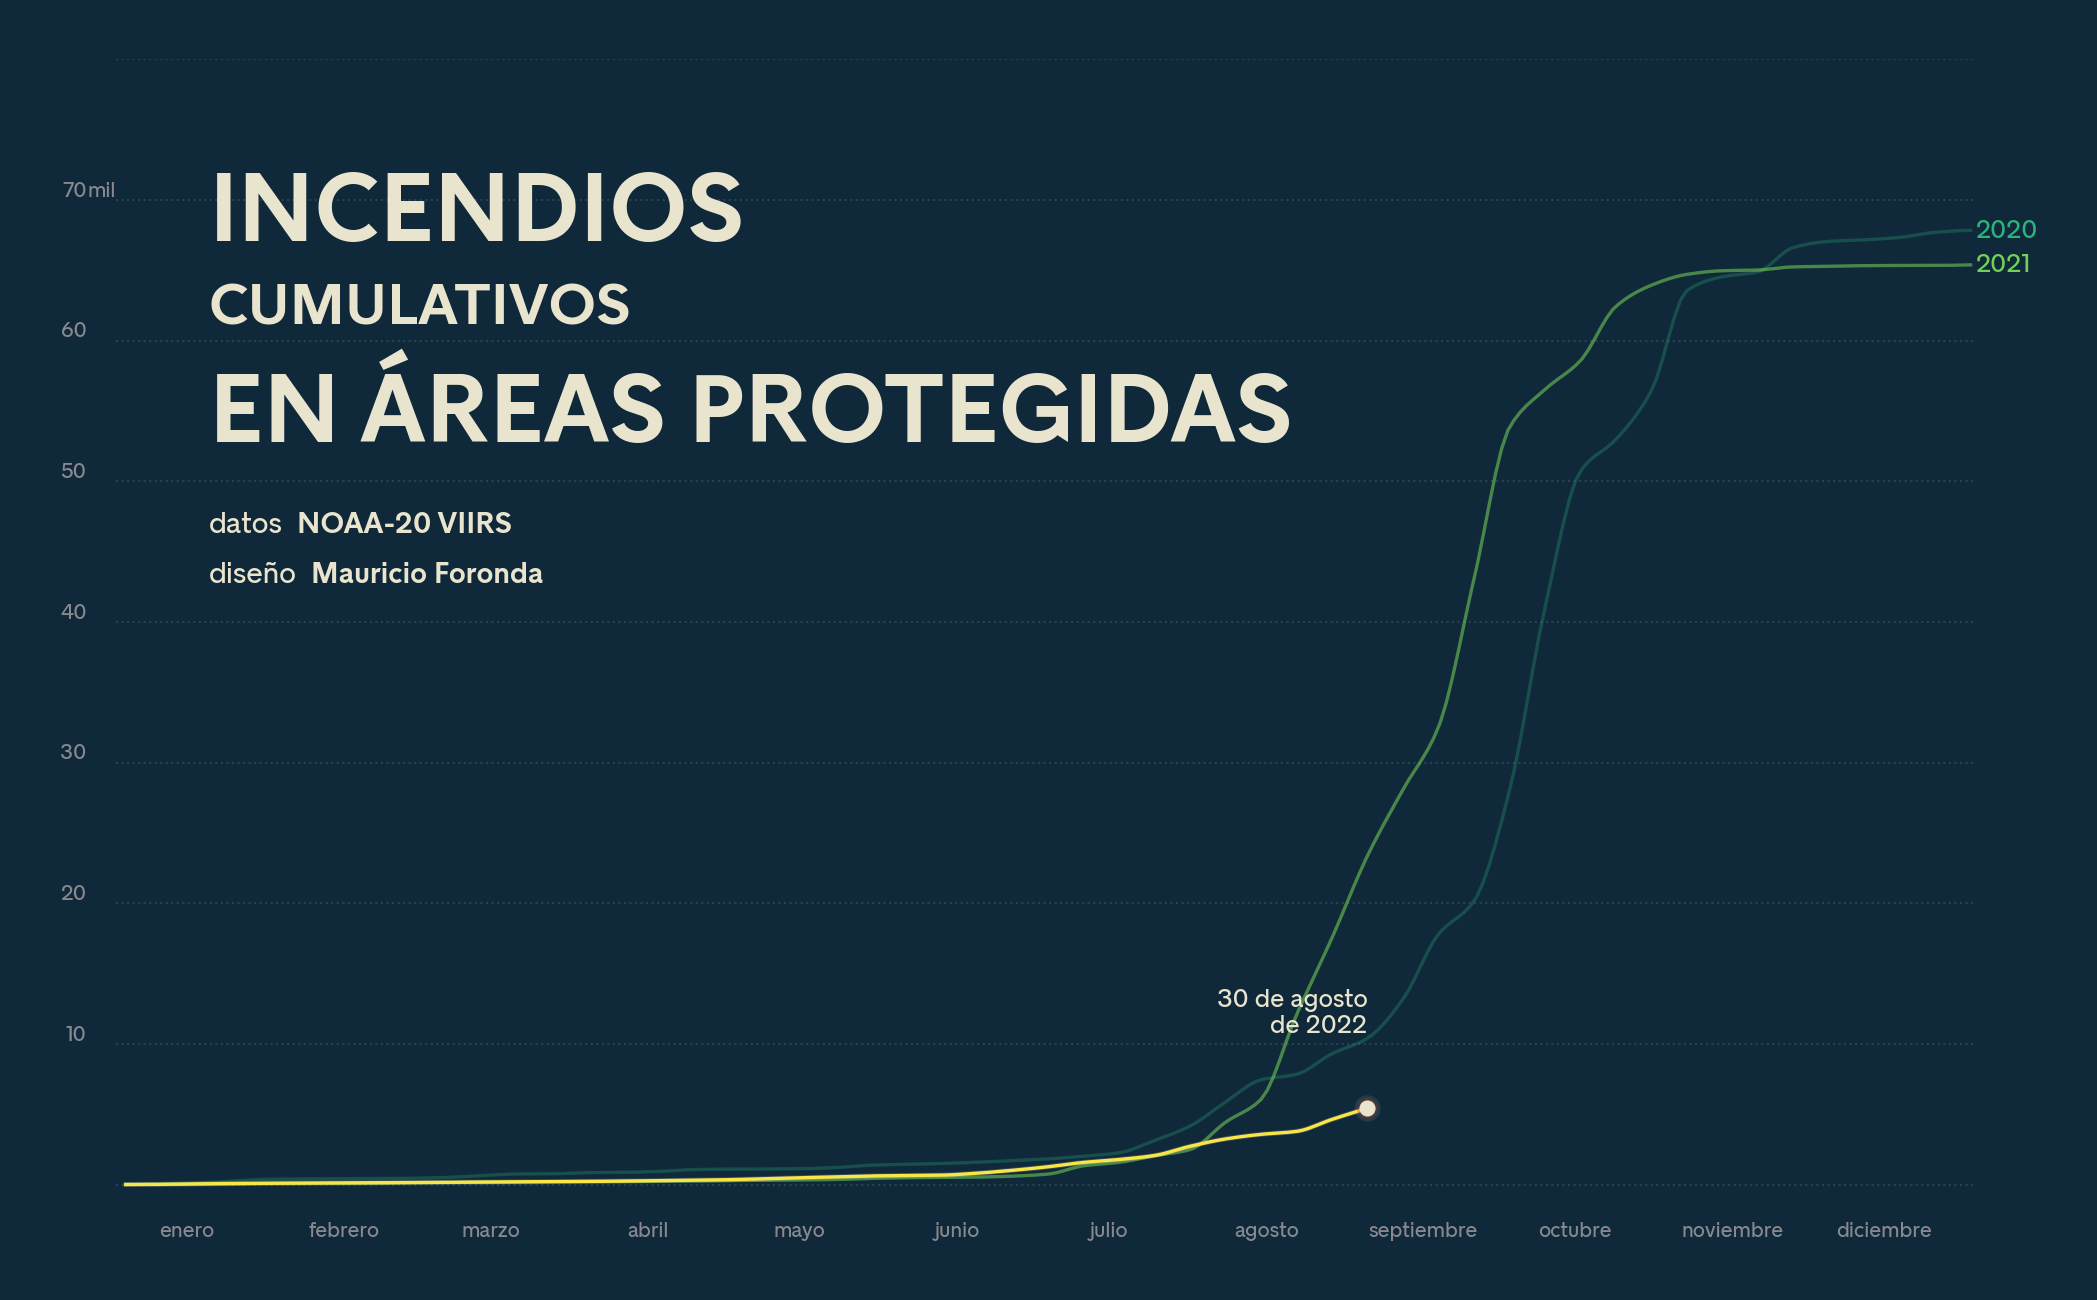 INCENDIOS
CUMULATIVOS
EN ÁREAS PROTEGIDAS
datos NOAA-20 VIIRS
diseño Mauricio Foronda
70 mil
60
50
40
30
20
10
2020
2021
30 de agosto
de 2022
enero febrero marzo abril mayo junio julio agosto septiembre octubre noviembre diciembre